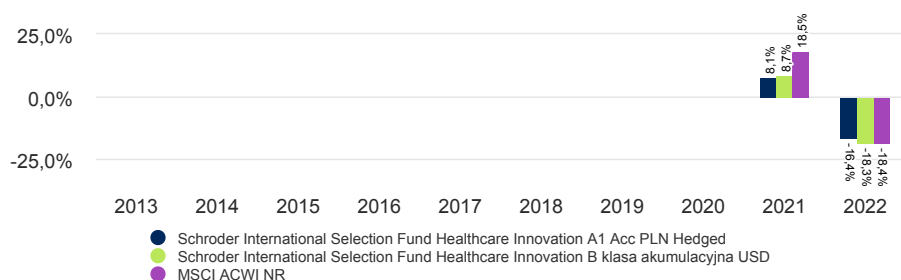 25,0%
0,0%
-25,0%
8,1%
8,7%
18,5%
-16,4%
-18,3%
-18,4%
2013 2014 2015 2016 2017 2018 2019 2020 2021 2022
Schroder International Selection Fund Healthcare Innovation A1 Acc PLN Hedged
Schroder International Selection Fund Healthcare Innovation B klasa akumulacyjna USD
MSCI ACWI NR